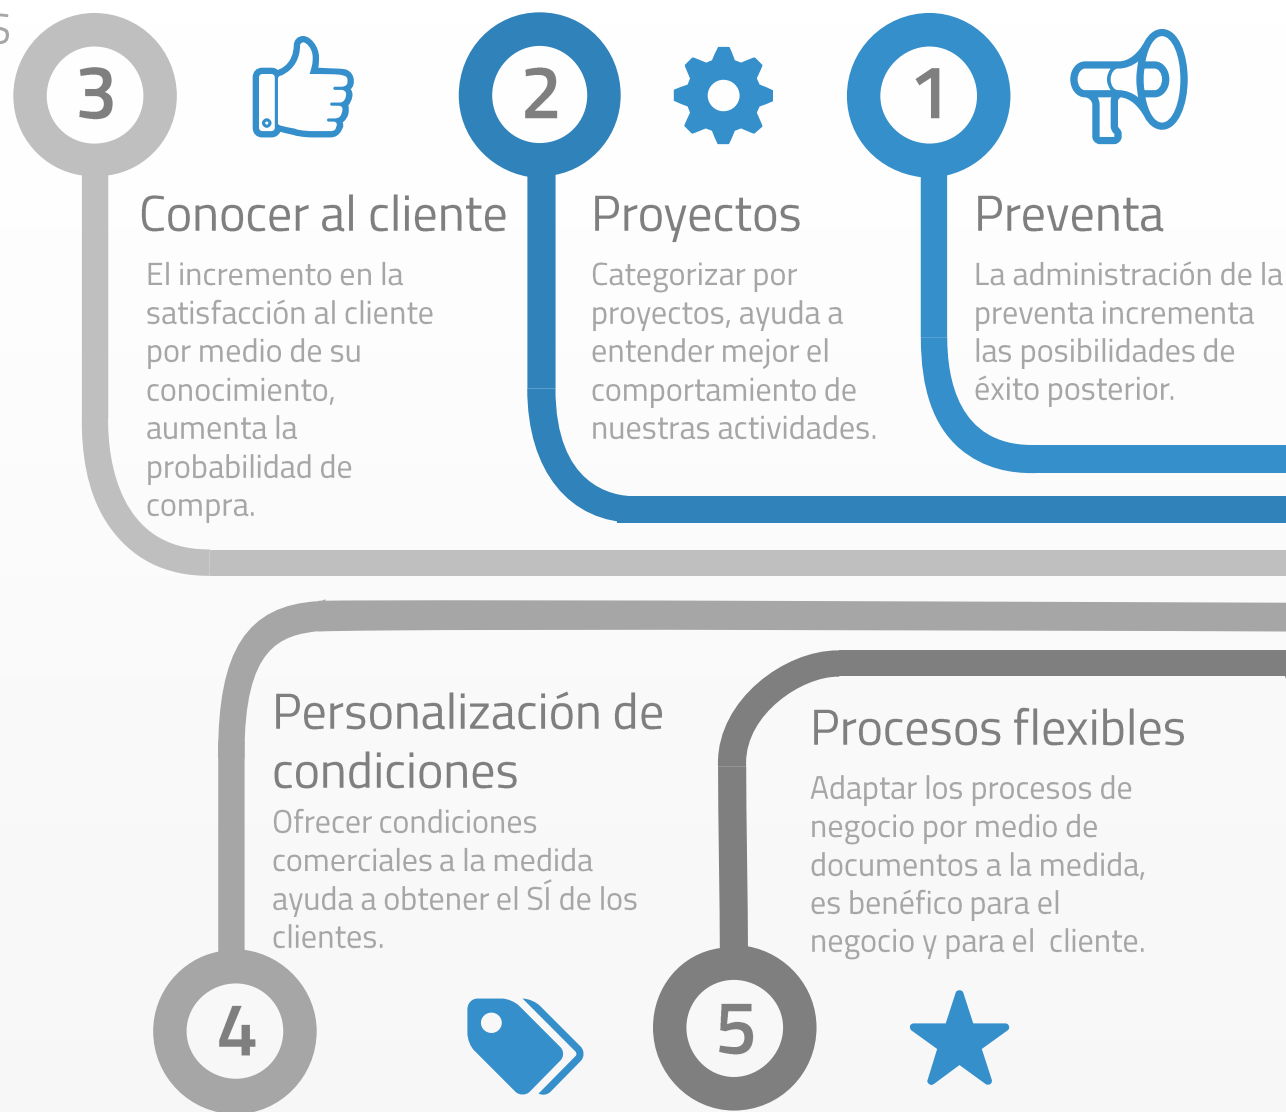 S
3
Conocer al cliente
El incremento en la
satisfacción al cliente
por medio de su
conocimiento,
aumenta la
probabilidad de
compra.
2
Proyectos
Categorizar por
proyectos, ayuda a
entender mejor el
comportamiento de
nuestras actividades.
1
Preventa
La administración de la
preventa incrementa
las posibilidades de
éxito posterior.
Personalización de
condiciones
Ofrecer condiciones
comerciales a la medida
ayuda a obtener el SÍ de los
clientes.
4
Procesos flexibles
Adaptar los procesos de
negocio por medio de
documentos a la medida,
es benéfico para el
negocio y para el  cliente.
5